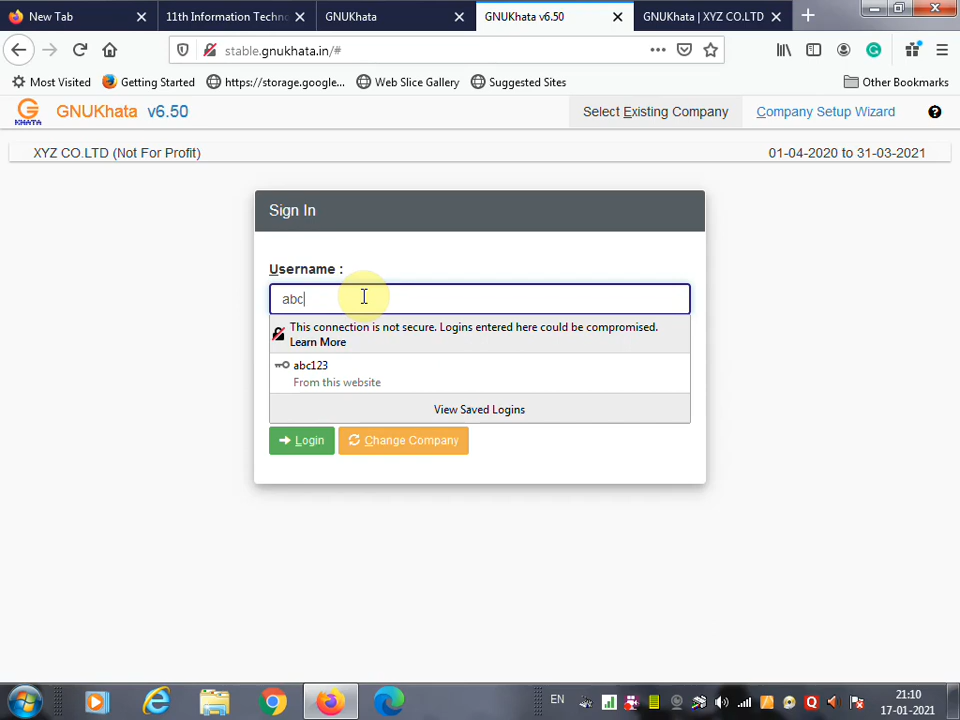 New Tab
11th Information Techno
GNUKhata
GNUKhata v6.50
GNUKhata | XYZ CO.LTD
stable.gnukhata.in/#
Most Visited
Getting Started
https://storage.google...
Web Slice Gallery
Suggested Sites
Other Bookmarks
G
KHATA
GNUKhata v6.50
Select Existing Company
Company Setup Wizard
XYZ CO.LTD (Not For Profit)
01-04-2020 to 31-03-2021
Sign In
Username :
abc
This connection is not secure. Logins entered here could be compromised.
Learn More
abc123
From this website
View Saved Logins
Login
Change Company
EN
21:10
17-01-2021